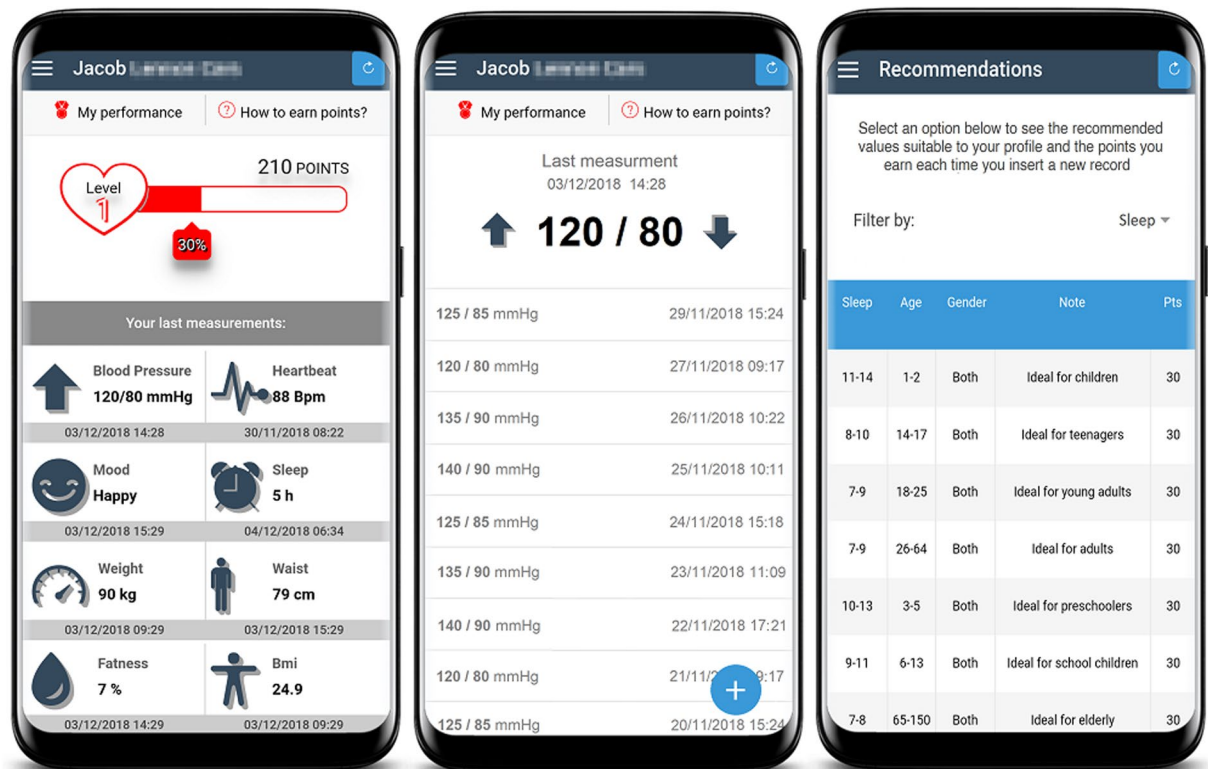 Jacob
My performance
How to earn points?
Level
1
210 POINTS
30%
Your last measurements:
Blood Pressure
120/80 mmHg
03/12/2018 14:28
Heartbeat
88 Bpm
30/11/2018 08:22
Mood
Happy
03/12/2018 15:29
Sleep
5 h
04/12/2018 06:34
Weight
90 kg
03/12/2018 09:29
Waist
79 cm
03/12/2018 15:29
Fatness
7 %
03/12/2018 14:29
Bmi
24.9
03/12/2018 09:29
Jacob
My performance
How to earn points?
Last measurment
03/12/2018 14:28
120 / 80
125 / 85 mmHg 29/11/2018 15:24
120 / 80 mmHg 27/11/2018 09:17
135 / 90 mmHg 26/11/2018 10:22
140 / 90 mmHg 25/11/2018 10:11
125 / 85 mmHg 24/11/2018 15:18
135 / 90 mmHg 23/11/2018 11:09
140 / 90 mmHg 22/11/2018 17:21
120 / 80 mmHg
125 / 85 mmHg 20/11/2018 15:24
Recommendations
Select an option below to see the recommended
values suitable to your profile and the points you
earn each time you insert a new record
Filter by: Sleep
Sleep Age Gender Note Pts
11-14 1-2 Both Ideal for children 30
8-10 14-17 Both Ideal for teenagers 30
7-9 18-25 Both Ideal for young adults 30
7-9 26-64 Both Ideal for adults 30
10-13 3-5 Both Ideal for preschoolers 30
9-11 6-13 Both Ideal for school children 30
7-8 65-150 Both Ideal for elderly 30